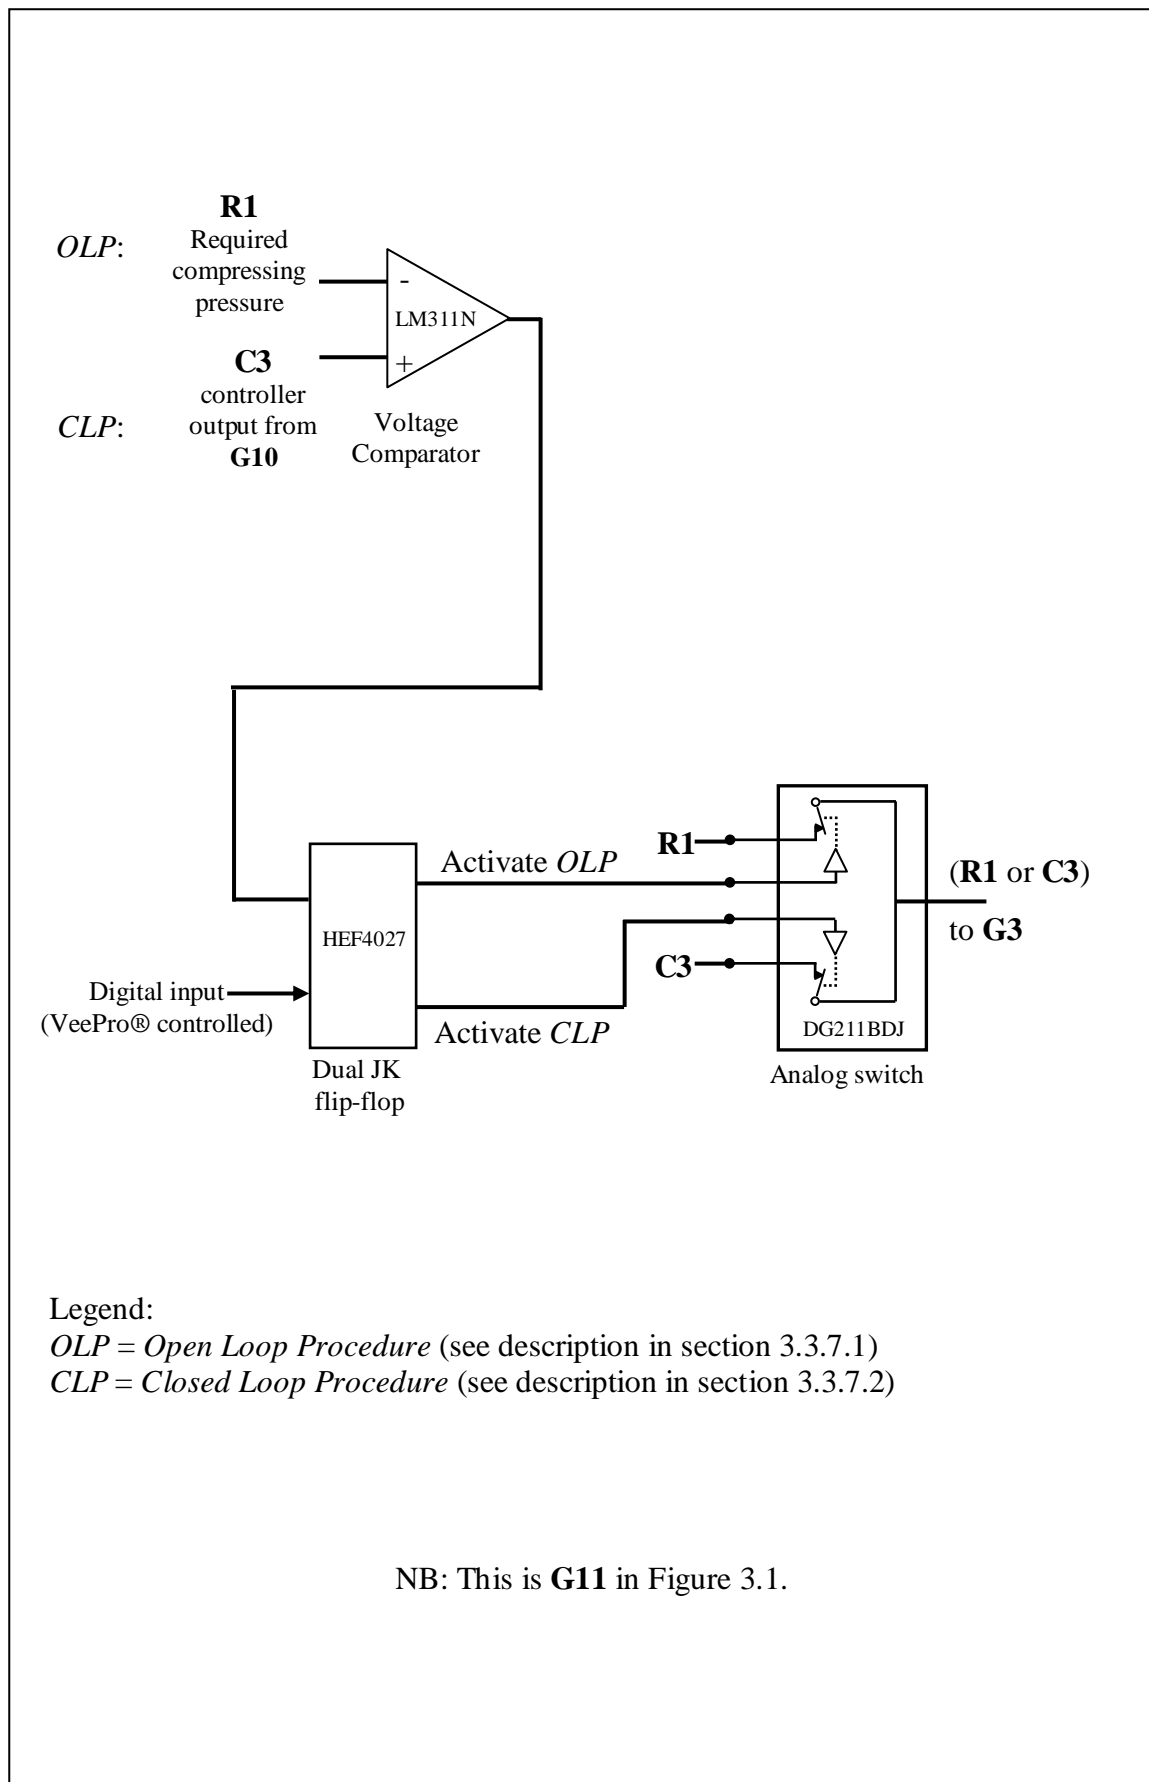 R1
OLP:
Required
compressing
pressure
-
LM311N
+
C3
controller
CLP:
output from
G10
Voltage
Comparator
R1
Activate OLP
(R1 or C3)
to G3
HEF4027
C3
Digital input
(VeePro® controlled)
Activate CLP
DG211BDJ
Dual JK
flip-flop
Analog switch
Legend:
OLP = Open Loop Procedure (see description in section 3.3.7.1)
CLP = Closed Loop Procedure (see description in section 3.3.7.2)
NB: This is G11 in Figure 3.1.